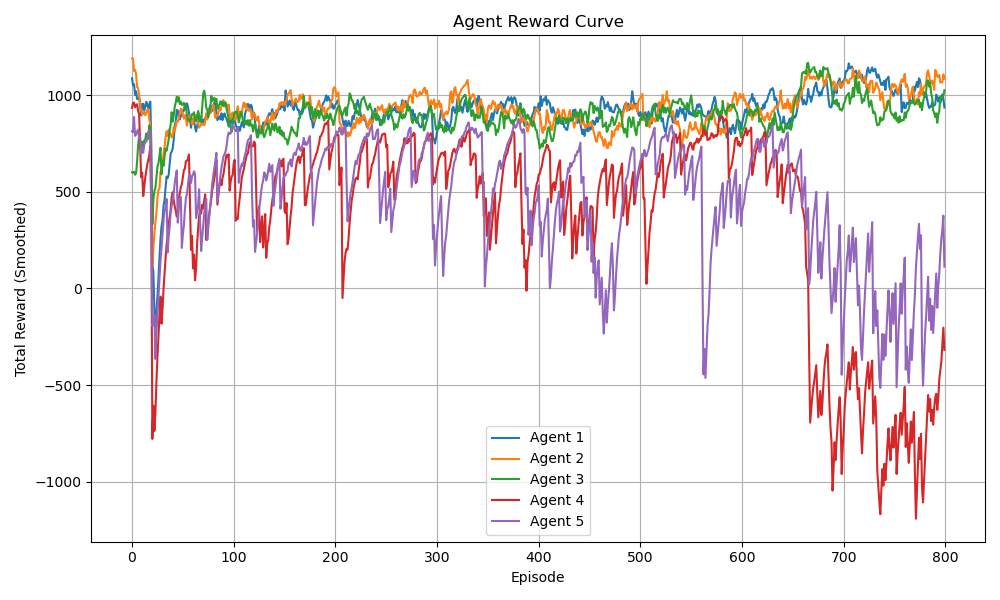 Agent Reward Curve
Total Reward (Smoothed)
1000
500
0
−500
−1000
Agent 1
Agent 2
Agent 3
Agent 4
Agent 5
0 100 200 300 400 500 600 700 800
Episode